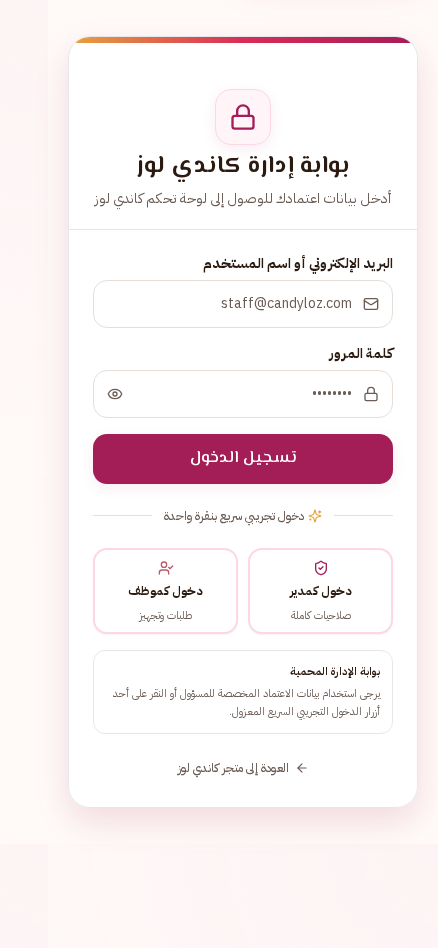 بوابة إدارة كاندي لوز
أدخل بيانات اعتمادك للوصول إلى لوحة تحكم كاندي لوز
البريد الإلكتروني أو اسم المستخدم
staff@candyloz.com
كلمة المرور
••••••••
تسجيل الدخول
دخول تجريبي سريع بنقرة واحدة
دخول كمدير
صلاحيات كاملة
دخول كموظف
طلبات وتجهيز
بوابة الإدارة المحمية
يرجى استخدام بيانات الاعتماد المخصصة للمسؤول أو النقر على أحد
أزرار الدخول التجريبي السريع المعزول.
العودة إلى متجر كاندي لوز